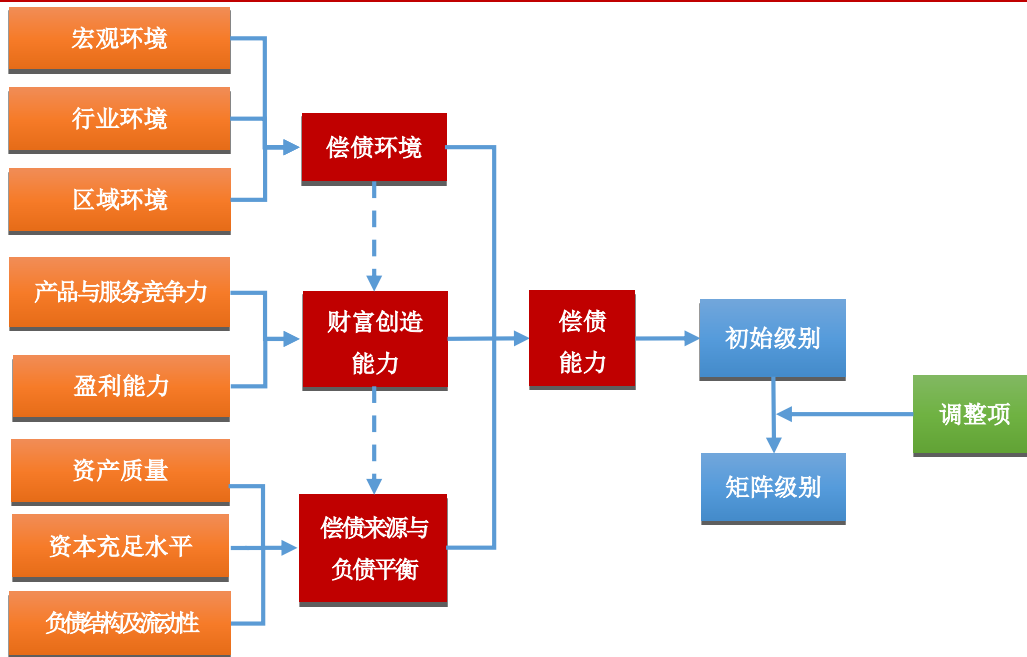 宏观环境
行业环境
区域环境
产品与服务竞争力
盈利能力
资产质量
资本充足水平
负债结构及流动性
偿债环境
财富创造
能力
偿债来源与
负债平衡
偿债
能力
初始级别
调整项
矩阵级别